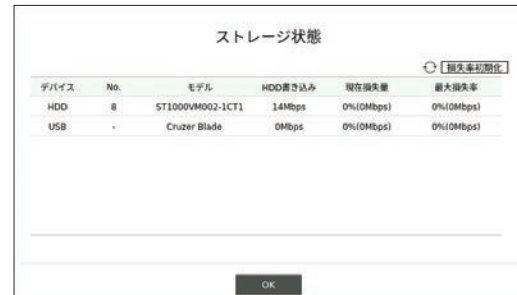 ストレージ状態
損失率初期化
デバイス No. モデル HDD書き込み 現在損失量 最大損失率
HDD 8 ST1000VM002-1CT1 14Mbps 0%(0Mbps) 0%(0Mbps)
USB - Cruzer Blade 0Mbps 0%(0Mbps) 0%(0Mbps)
OK